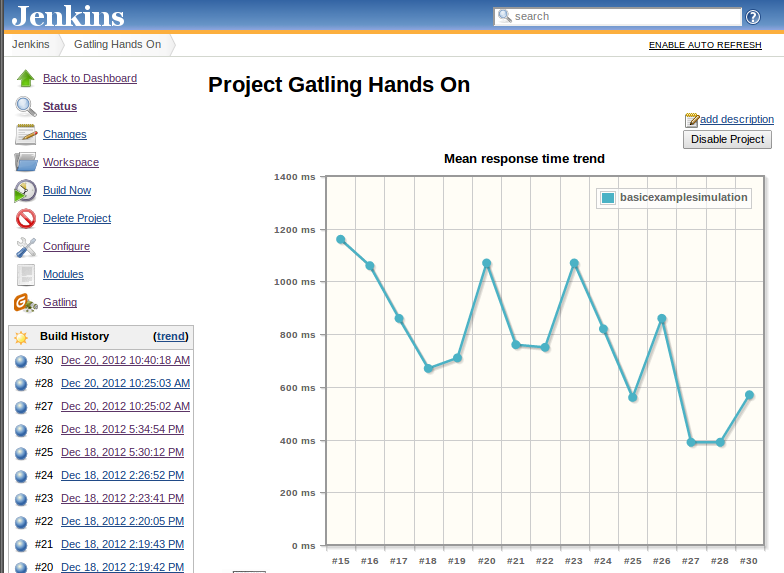 Jenkins
search
Jenkins Gatling Hands On
ENABLE AUTO REFRESH
Back to Dashboard
Status
Changes
Workspace
Build Now
Delete Project
Configure
Modules
Gatling
Build History (trend)
#30 Dec 20, 2012 10:40:18 AM
#28 Dec 20, 2012 10:25:03 AM
#27 Dec 20, 2012 10:25:02 AM
#26 Dec 18, 2012 5:34:54 PM
#25 Dec 18, 2012 5:30:12 PM
#24 Dec 18, 2012 2:26:52 PM
#23 Dec 18, 2012 2:23:41 PM
#22 Dec 18, 2012 2:20:05 PM
#21 Dec 18, 2012 2:19:43 PM
#20 Dec 18, 2012 2:19:42 PM
Project Gatling Hands On
add description
Disable Project
Mean response time trend
basicexamplesimulation
1400 ms
1200 ms
1000 ms
800 ms
600 ms
400 ms
200 ms
0 ms
#15 #16 #17 #18 #19 #20 #21 #22 #23 #24 #25 #26 #27 #28 #30